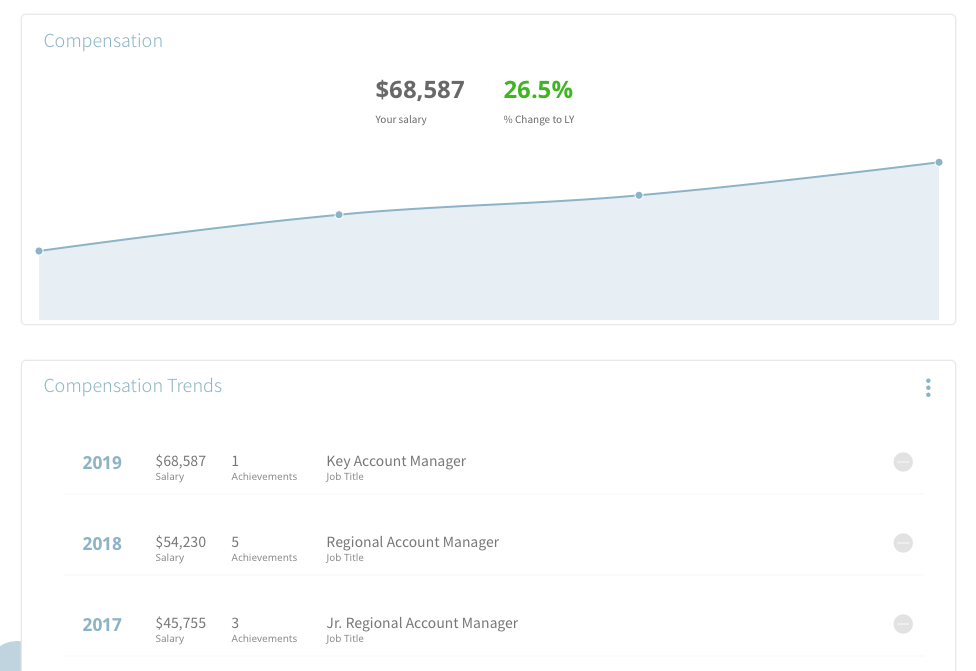 Compensation
$68,587 26.5%
Your salary % Change to LY
Compensation Trends
2019 $68,587 1 Key Account Manager
Salary Achievements Job Title
2018 $54,230 5 Regional Account Manager
Salary Achievements Job Title
2017 $45,755 3 Jr. Regional Account Manager
Salary Achievements Job Title